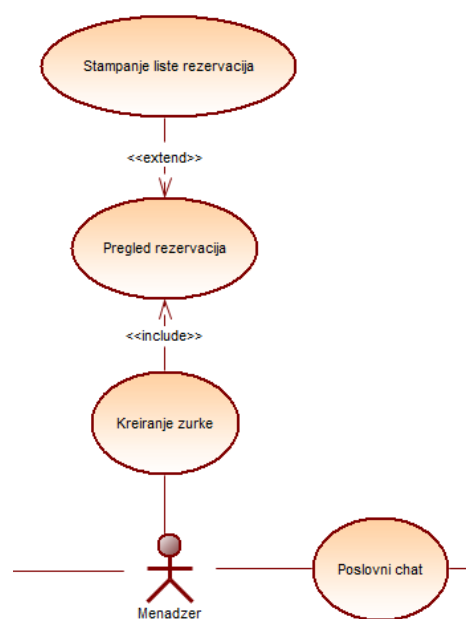 Stampanje liste rezervacija
<<extend>>
Pregled rezervacija
<<include>>
Kreiranje zurke
Poslovni chat
Menadzer